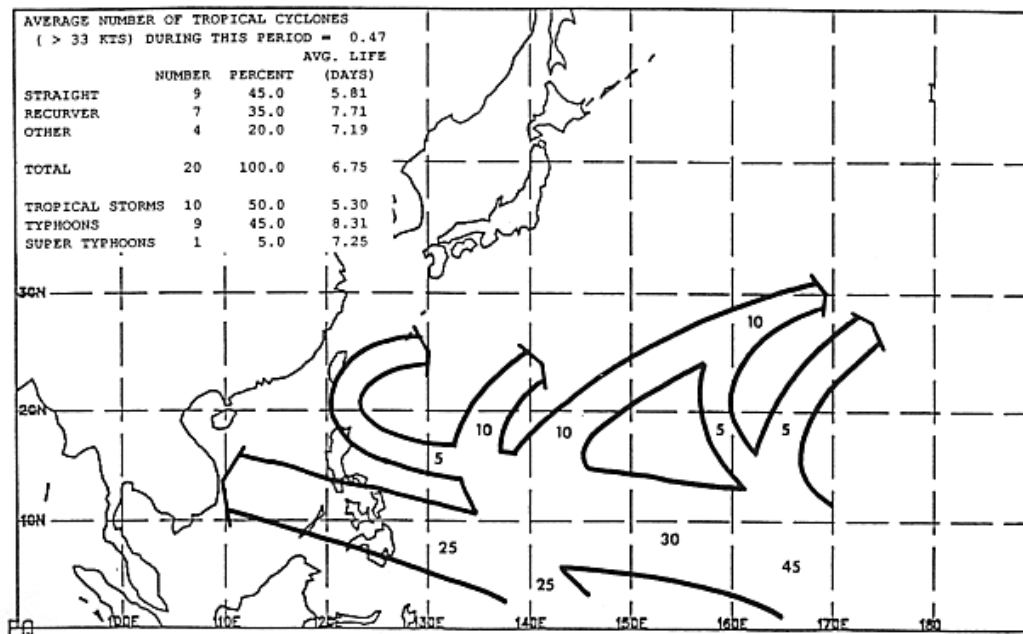 AVERAGE NUMBER OF TROPICAL CYCLONES
( > 33 KTS) DURING THIS PERIOD = 0.47
AVG. LIFE
NUMBER PERCENT (DAYS)
STRAIGHT 9 45.0 5.81
RECURVER 7 35.0 7.71
OTHER 4 20.0 7.19
TOTAL 20 100.0 6.75
TROPICAL STORMS 10 50.0 5.30
TYPHOONS 9 45.0 8.31
SUPER TYPHOONS 1 5.0 7.25
30N
10
20N
10 10 5 5
5
10N
25 30
45
25
100E 110E 120E 130E 140E 150E 160E 170E 180